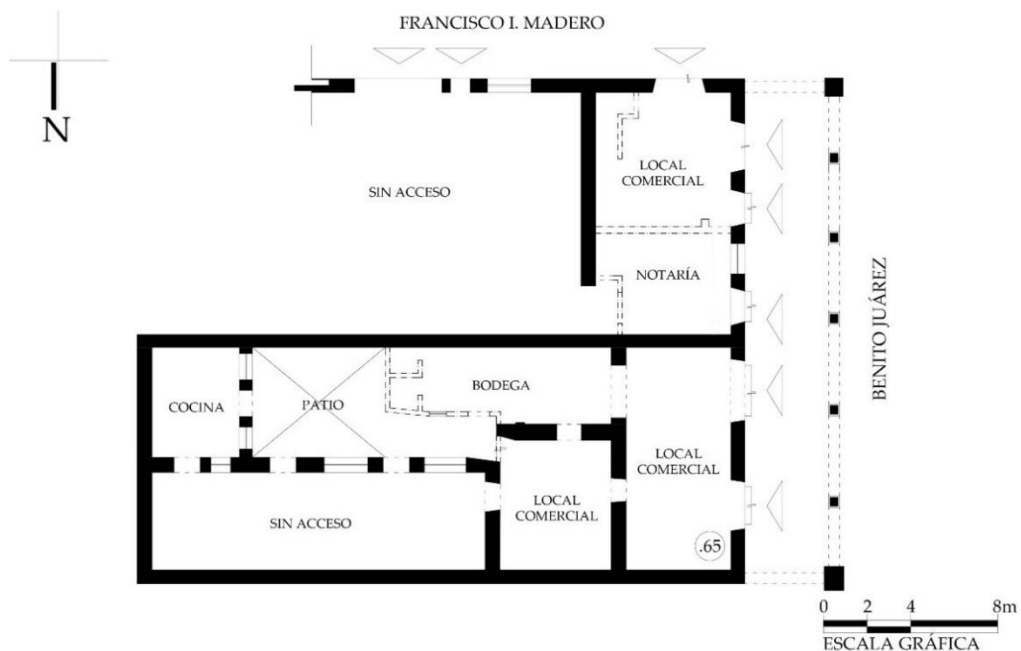 FRANCISCO I. MADERO
N
SIN ACCESO
LOCAL
COMERCIAL
NOTARÍA
BENITO JUÁREZ
COCINA
PATIO
BODEGA
LOCAL
COMERCIAL
LOCAL
COMERCIAL
SIN ACCESO
.65
0 2 4 8m
ESCALA GRÁFICA